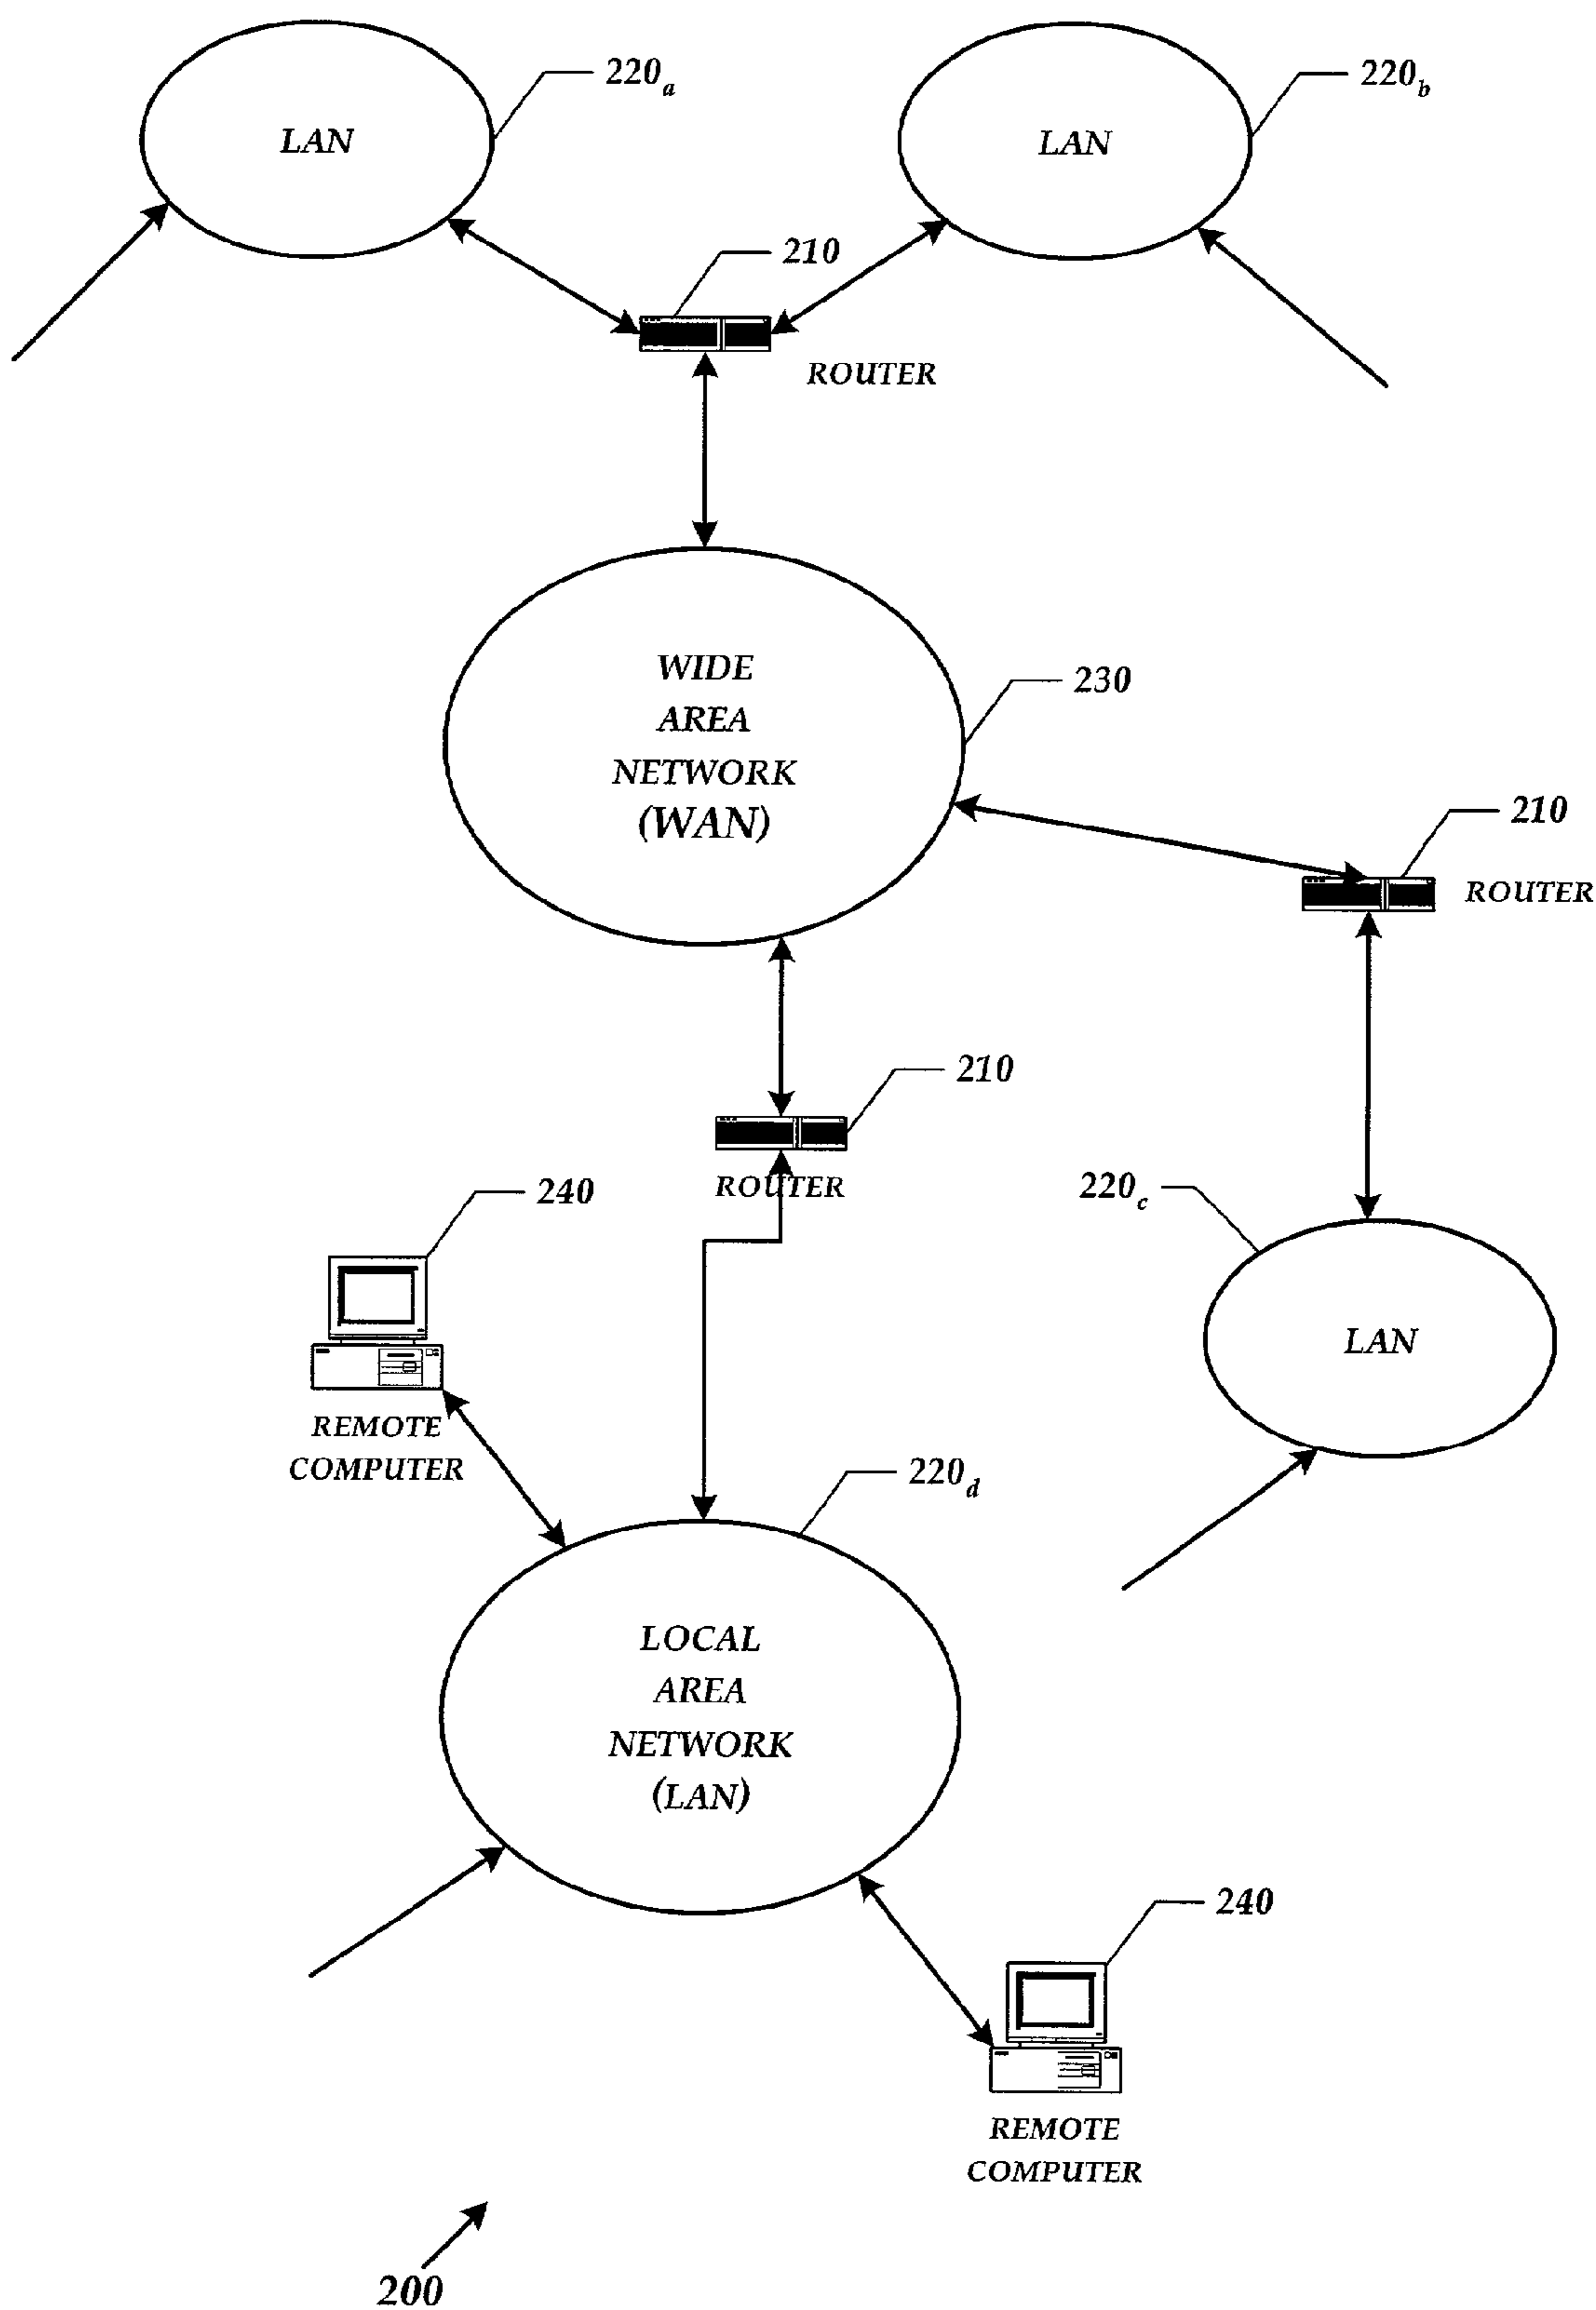 220a
220b
LAN
LAN
210
ROUTER
WIDE
AREA
NETWORK
(WAN)
230
210
ROUTER
210
ROUTER
240
220c
REMOTE
COMPUTER
LAN
220d
LOCAL
AREA
NETWORK
(LAN)
240
REMOTE
COMPUTER
200